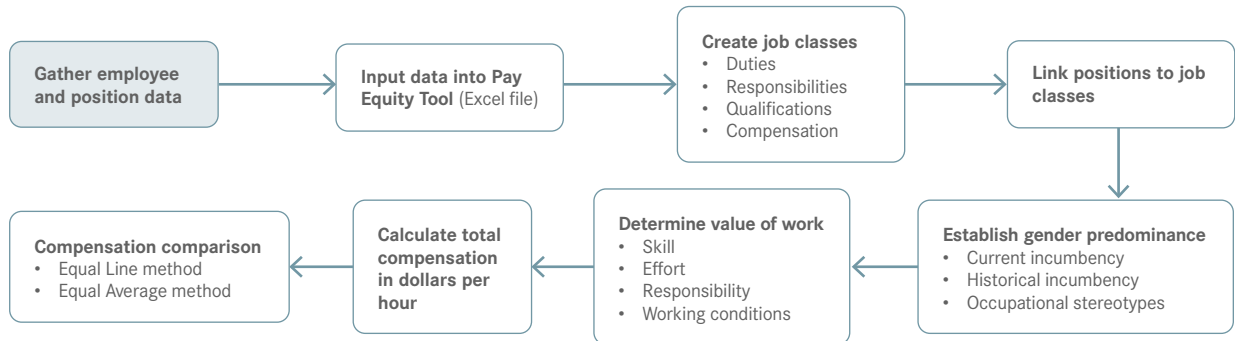 Gather employee
and position data
Input data into Pay
Equity Tool (Excel file)
Create job classes
• Duties
• Responsibilities
• Qualifications
• Compensation
Link positions to job
classes
Establish gender predominance
• Current incumbency
• Historical incumbency
• Occupational stereotypes
Determine value of work
• Skill
• Effort
• Responsibility
• Working conditions
Calculate total
compensation
in dollars per
hour
Compensation comparison
• Equal Line method
• Equal Average method